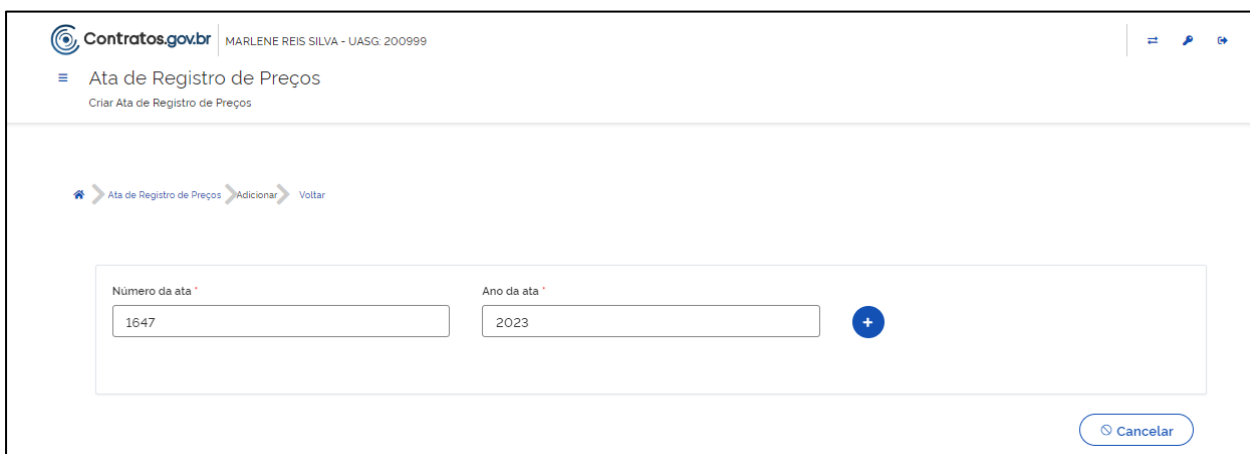 Contratos.gov.br MARLENE REIS SILVA - UASG: 200999
Ata de Registro de Preços
Criar Ata de Registro de Preços
Ata de Registro de Preços Adicionar Voltar
Número da ata * Ano da ata *
1647 2023 +
Cancelar